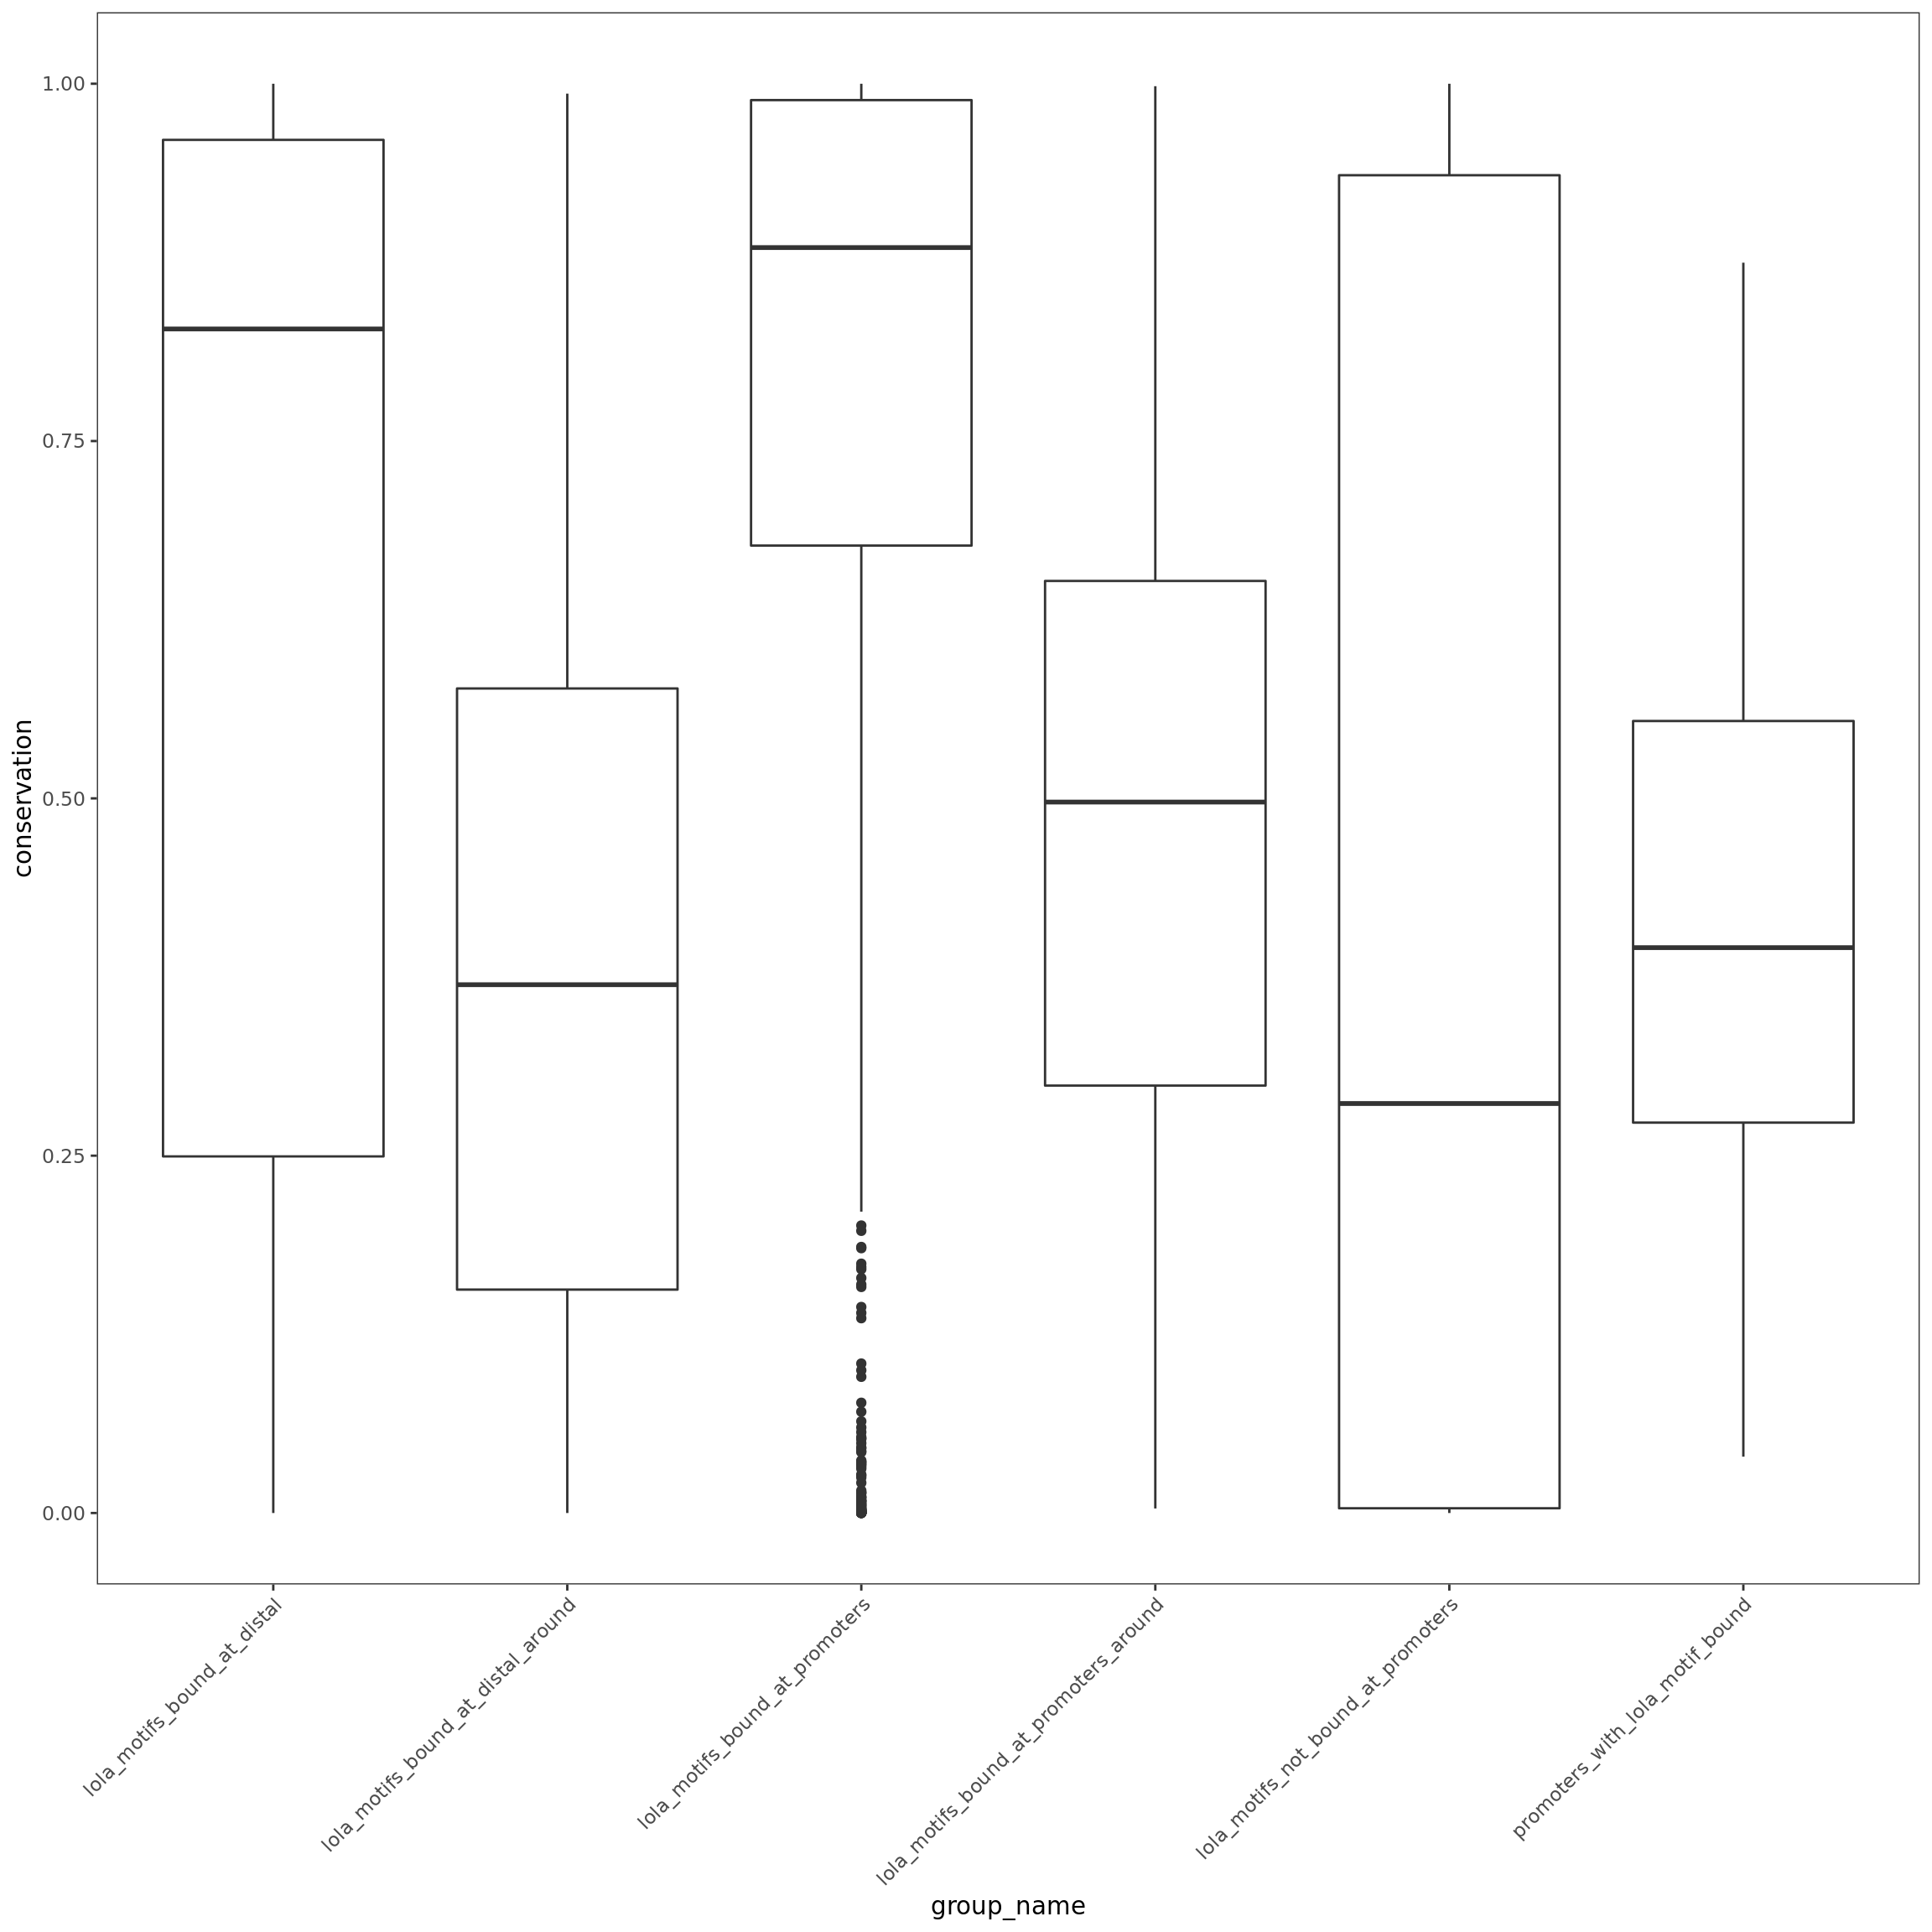 1.00
0.75
0.50
0.25
0.00
conservation
lola_motifs_bound_at_distal
lola_motifs_bound_at_distal_around
lola_motifs_bound_at_promoters
lola_motifs_bound_at_promoters_around
lola_motifs_not_bound_at_promoters
promoters_with_lola_motif_bound
group_name